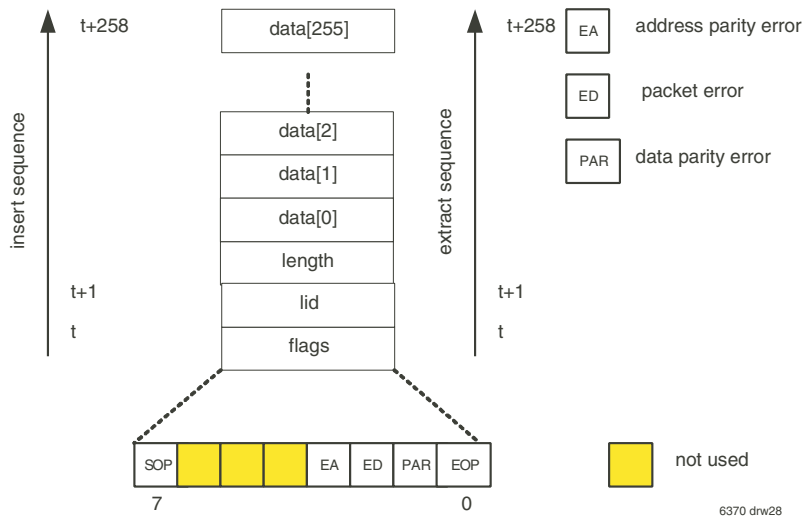 t+258
data[255]
t+258
EA
address parity error
ED
packet error
PAR
data parity error
insert sequence
extract sequence
data[2]
data[1]
data[0]
length
t+1
lid
t+1
t
flags
t
SOP
EA
ED
PAR
EOP
7
0
not used
6370 drw28